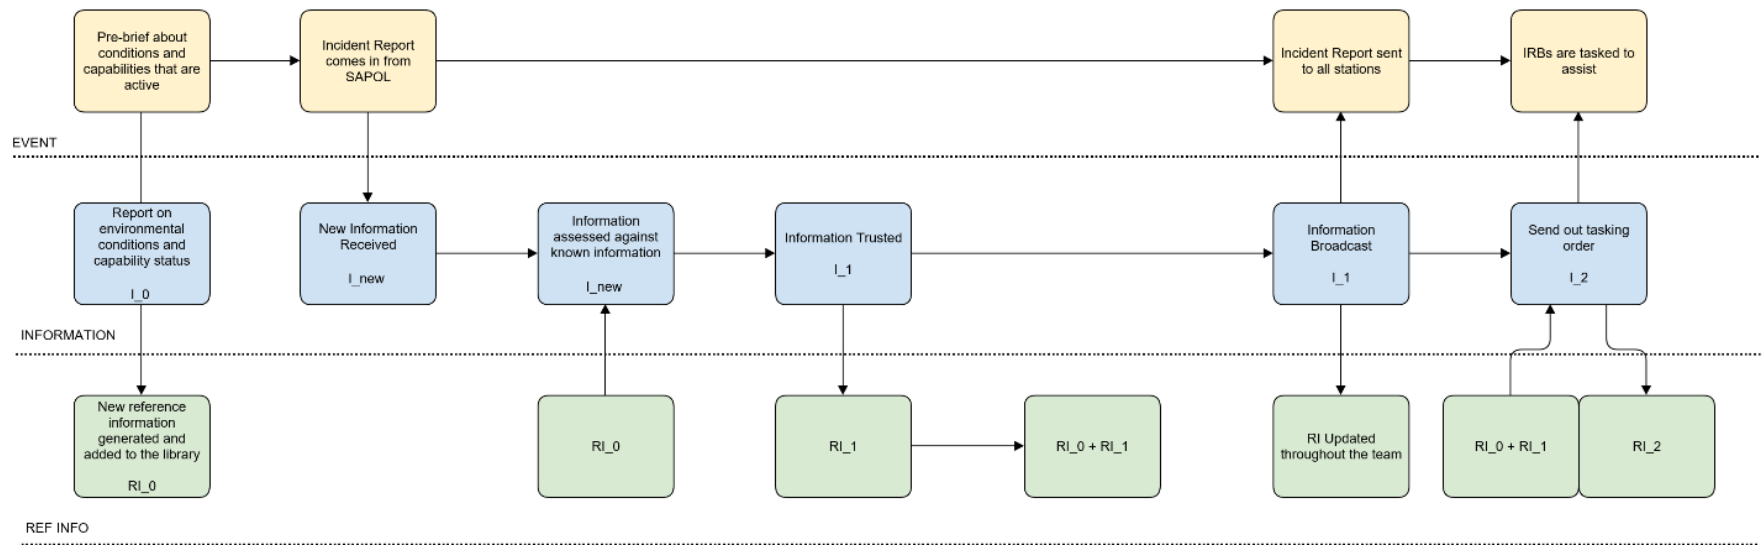 Pre-brief about
conditions and
capabilities that are
active
Incident Report
comes in from
SAPOL
Incident Report sent
to all stations
IRBs are tasked to
assist
EVENT
Report on
environmental
conditions and
capability status
I_0
New Information
Received
I_new
Information
assessed against
known information
I_new
Information Trusted
I_1
Information
Broadcast
I_1
Send out tasking
order
I_2
INFORMATION
New reference
information
generated and
added to the library
RI_0
RI_0
RI_1
RI_0 + RI_1
RI Updated
throughout the team
RI_0 + RI_1
RI_2
REF INFO